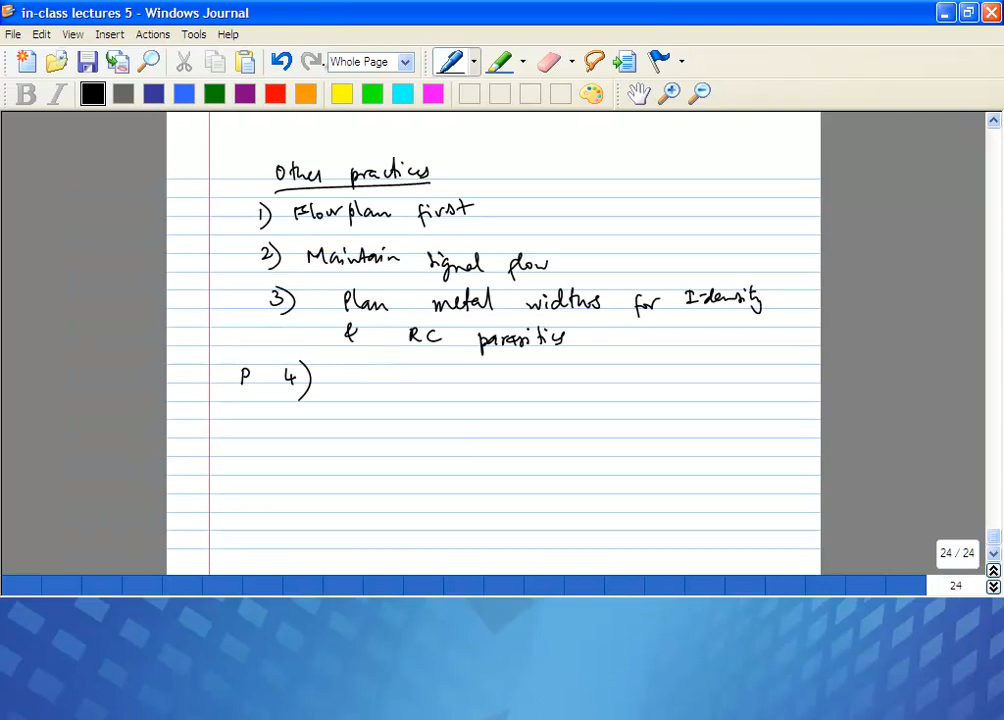 in-class lectures 5 - Windows Journal
File Edit View Insert Actions Tools Help
Whole Page
B I
Other practices
1) Floorplan first
2) Maintain signal flow
3) Plan metal widths for I-density
& RC parasitics
P 4)
24 / 24
24